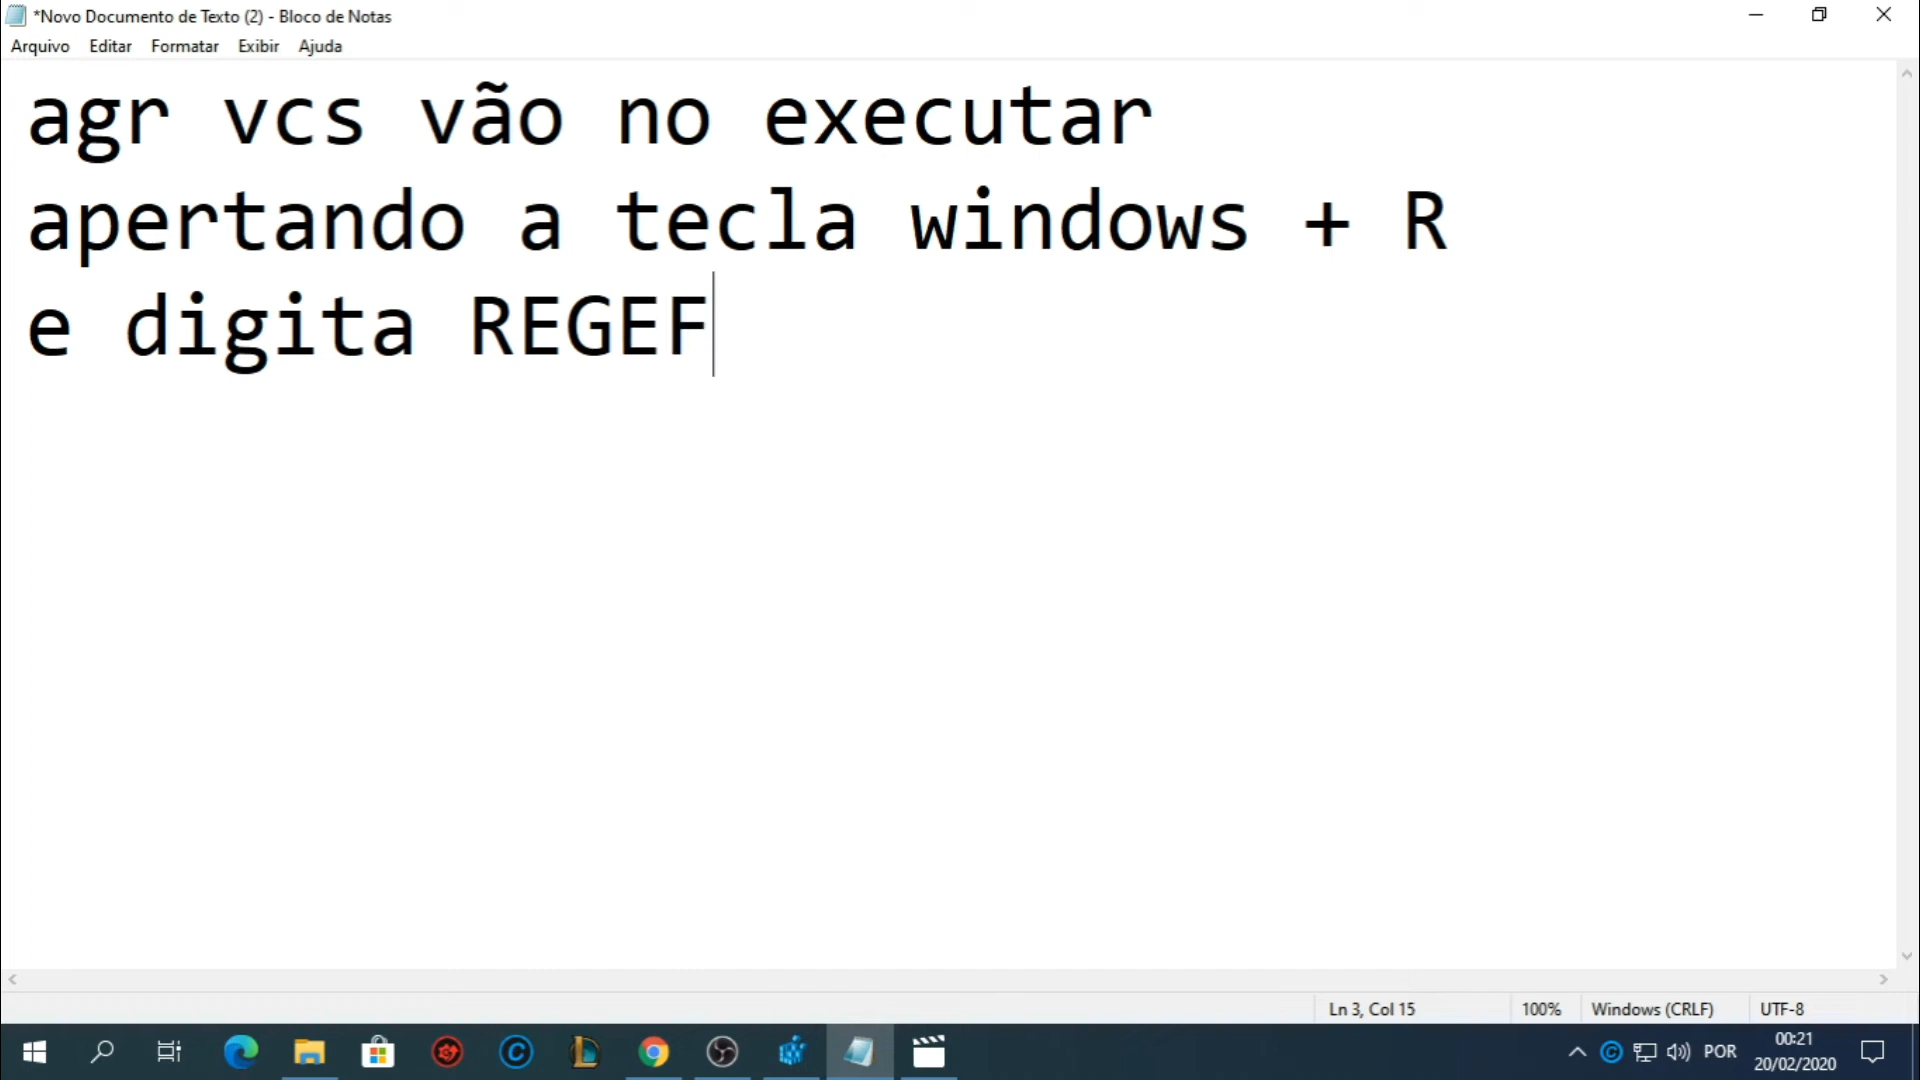 *Novo Documento de Texto (2) - Bloco de Notas
Arquivo Editar Formatar Exibir Ajuda
agr vcs vão no executar
apertando a tecla windows + R
e digita REGEF
Ln 3, Col 15 100% Windows (CRLF) UTF-8
POR
00:21
20/02/2020